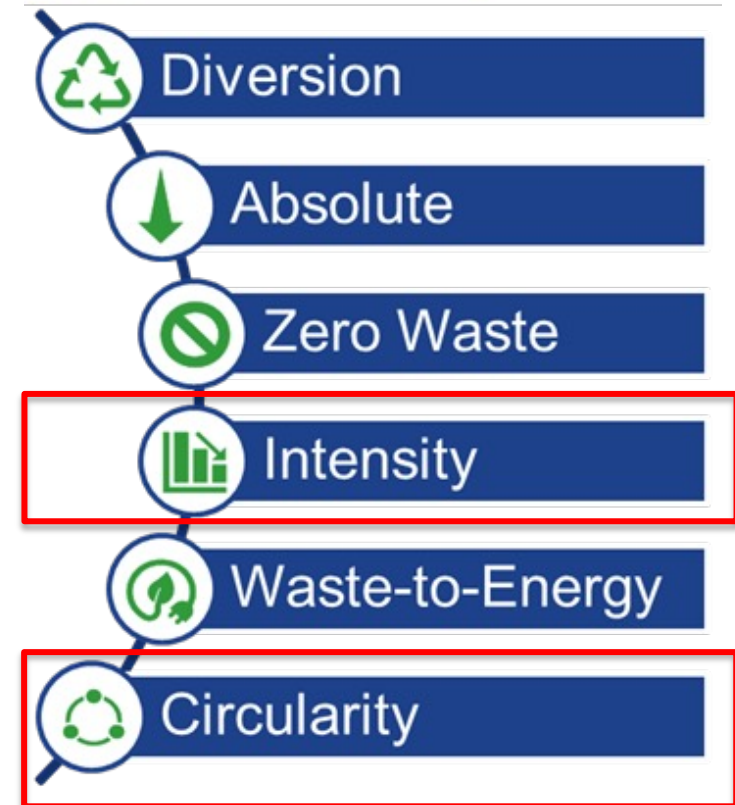 Diversion
Absolute
Zero Waste
Intensity
Waste-to-Energy
Circularity